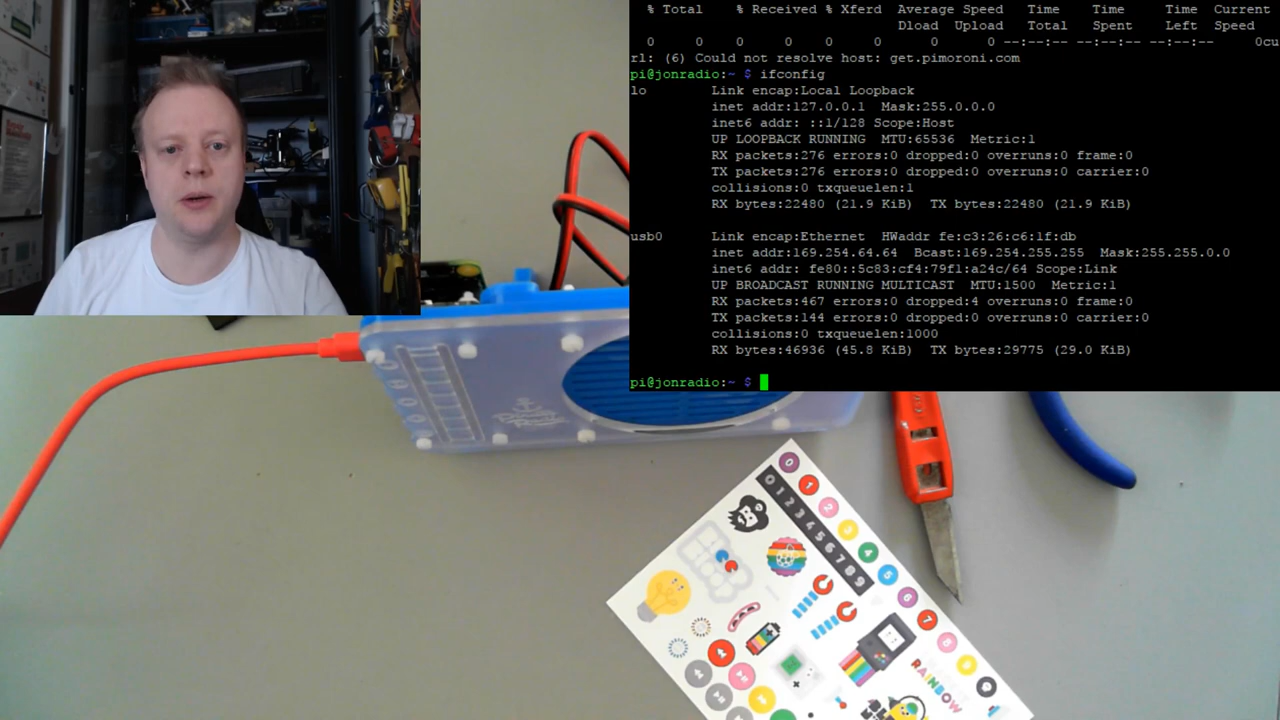 % Total % Received % Xferd Average Speed Time Time Time Current
Dload Upload Total Spent Left Speed
0 0 0 0 0 0 0 0 --:--:-- --:--:-- --:--:-- 0cu
rl: (6) Could not resolve host: get.pimoroni.com
pi@jonradio:~ $ ifconfig
lo Link encap:Local Loopback
inet addr:127.0.0.1 Mask:255.0.0.0
inet6 addr: ::1/128 Scope:Host
UP LOOPBACK RUNNING MTU:65536 Metric:1
RX packets:276 errors:0 dropped:0 overruns:0 frame:0
TX packets:276 errors:0 dropped:0 overruns:0 carrier:0
collisions:0 txqueuelen:1
RX bytes:22480 (21.9 KiB) TX bytes:22480 (21.9 KiB)
usb0 Link encap:Ethernet HWaddr fe:c3:26:c6:1f:db
inet addr:169.254.64.64 Bcast:169.254.255.255 Mask:255.255.0.0
inet6 addr: fe80::5c83:cf4:79f1:a24c/64 Scope:Link
UP BROADCAST RUNNING MULTICAST MTU:1500 Metric:1
RX packets:467 errors:0 dropped:4 overruns:0 frame:0
TX packets:144 errors:0 dropped:0 overruns:0 carrier:0
collisions:0 txqueuelen:1000
RX bytes:46936 (45.8 KiB) TX bytes:29775 (29.0 KiB)
pi@jonradio:~ $
0 1 2 3 4 5 6 7 8 9
0 1 2 3 4 5 6 7 8 9
RAINBOW